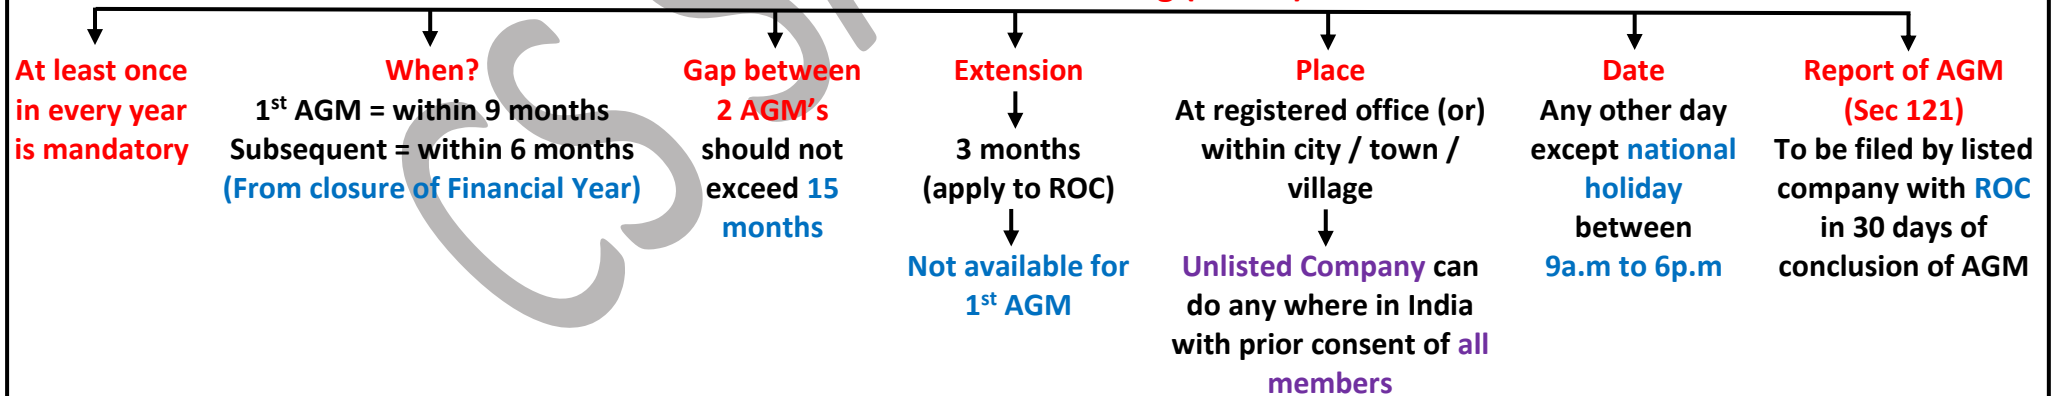 At least once
in every year
is mandatory
When?
1st AGM = within 9 months
Subsequent = within 6 months
(From closure of Financial Year)
Gap between
2 AGM’s
should not
exceed 15
months
Extension
3 months
(apply to ROC)
Not available for
1st AGM
Place
At registered office (or)
within city / town /
village
Unlisted Company can
do any where in India
with prior consent of all
members
Date
Any other day
except national
holiday
between
9a.m to 6p.m
Report of AGM
(Sec 121)
To be filed by listed
company with ROC
in 30 days of
conclusion of AGM